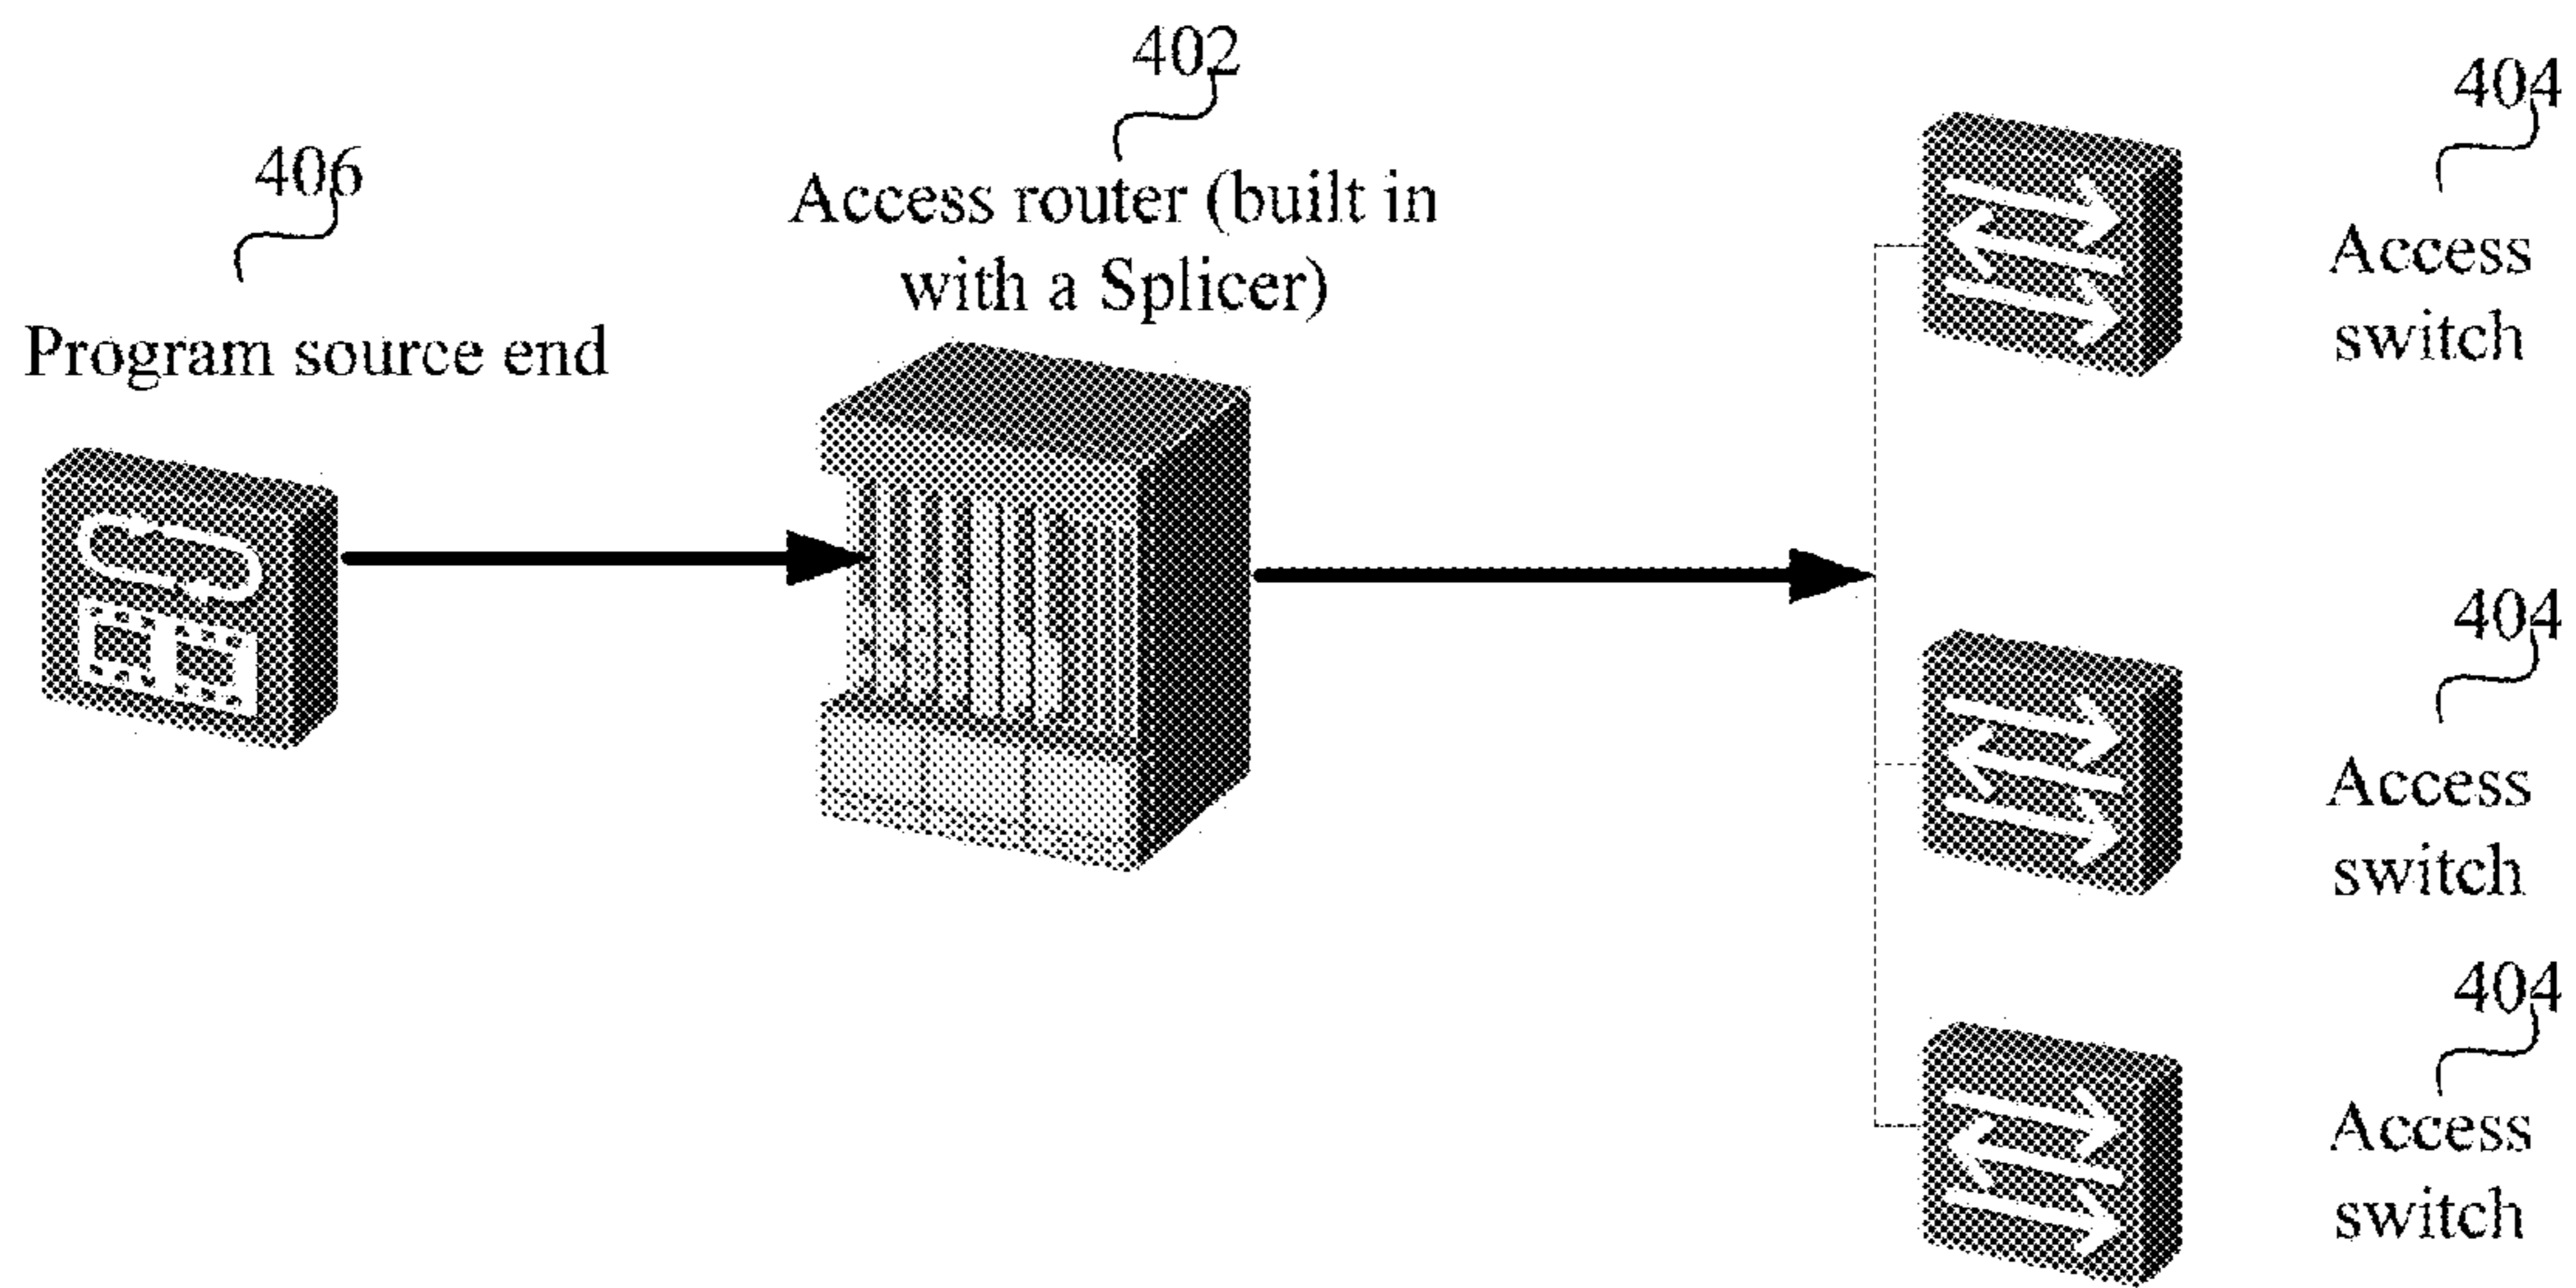 406
Program source end
402
Access router (built in
with a Splicer)
404
Access
switch
404
Access
switch
404
Access
switch